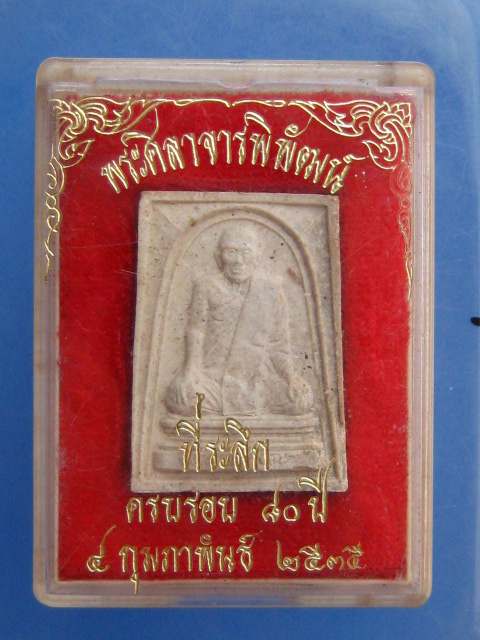 พระศีลาจารพิพัฒน์
ที่ระลึก
ครบรอบ ๘๐ ปี
๔ กุมภาพันธ์ ๒๕๓๕